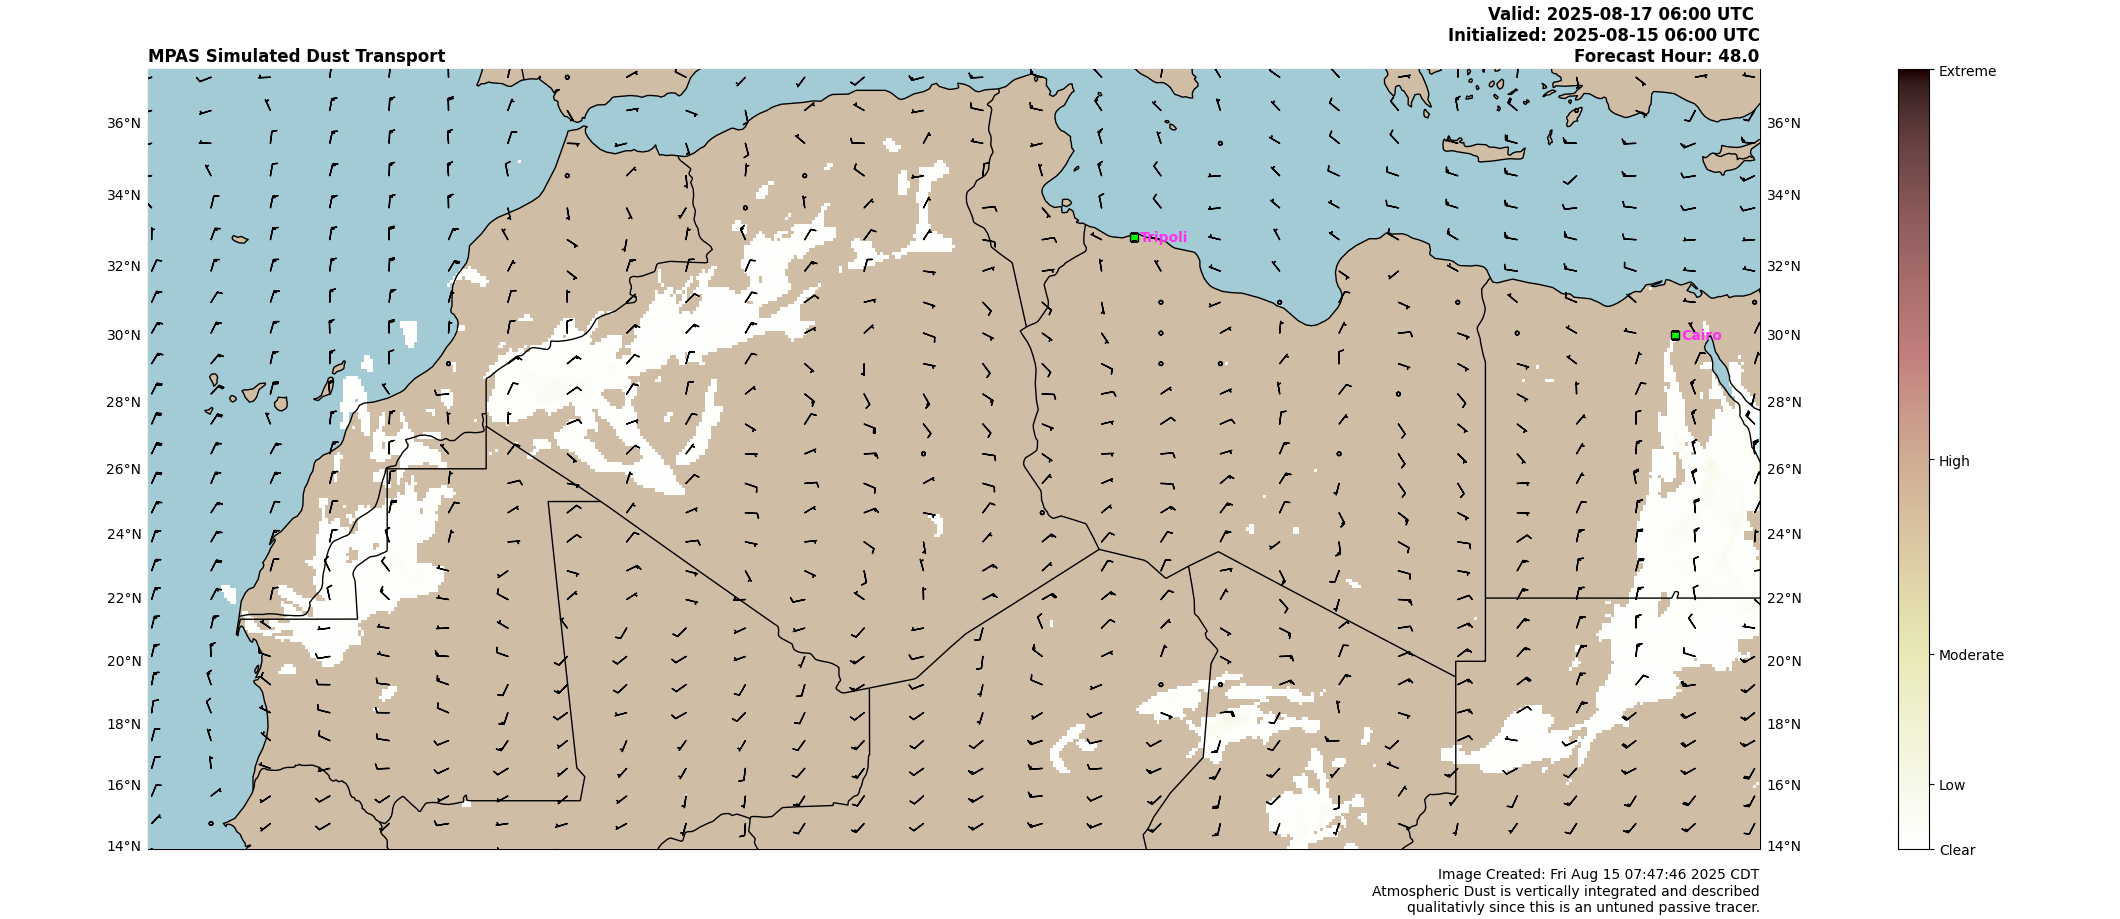 Valid: 2025-08-17 06:00 UTC
Initialized: 2025-08-15 06:00 UTC
MPAS Simulated Dust Transport
Forecast Hour: 48.0
Extreme
36°N
36°N
34°N
34°N
Tripoli
32°N
32°N
30°N
Cairo
30°N
28°N
28°N
High
26°N
26°N
24°N
24°N
22°N
22°N
Moderate
20°N
20°N
18°N
18°N
16°N
16°N
Low
14°N
14°N
Clear
Image Created: Fri Aug 15 07:47:46 2025 CDT
Atmospheric Dust is vertically integrated and described
qualitativly since this is an untuned passive tracer.